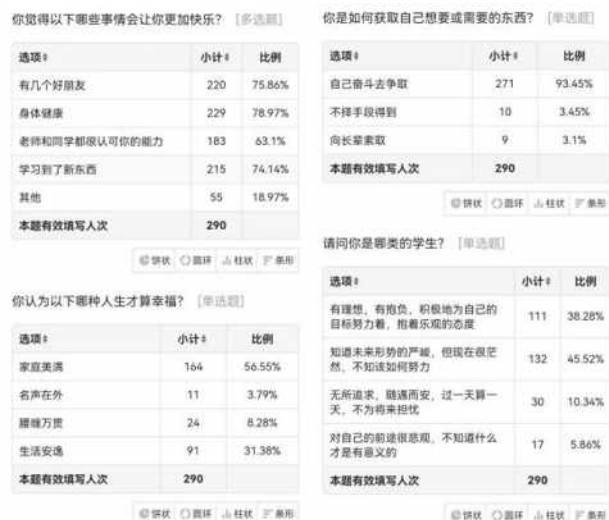 你觉得以下哪些事情会让你更加快乐？ [多选题]
选项 小计 比例
有几个好朋友 220 75.86%
身体健康 229 78.97%
老师和同学都很认可你的能力 183 63.1%
学习到了新东西 215 74.14%
其他 55 18.97%
本题有效填写人次 290
饼状 圆环 柱状 条形
你认为以下哪种人生才算幸福？ [单选题]
选项 小计 比例
家庭美满 164 56.55%
名声在外 11 3.79%
腰缠万贯 24 8.28%
生活安逸 91 31.38%
本题有效填写人次 290
饼状 圆环 柱状 条形
你是如何获取自己想要或需要的东西？ [单选题]
选项 小计 比例
自己奋斗去争取 271 93.45%
不择手段得到 10 3.45%
向长辈索取 9 3.1%
本题有效填写人次 290
饼状 圆环 柱状 条形
请问你是哪类的学生？ [单选题]
选项 小计 比例
有理想，有抱负，积极地为自己的
目标努力着，抱着乐观的态度 111 38.28%
知道未来形势的严峻，但现在很茫
然，不知该如何努力 132 45.52%
无所追求，随遇而安，过一天算一
天，不为将来担忧 30 10.34%
对自己的前途很悲观，不知道什么
才是有意义的 17 5.86%
本题有效填写人次 290
饼状 圆环 柱状 条形